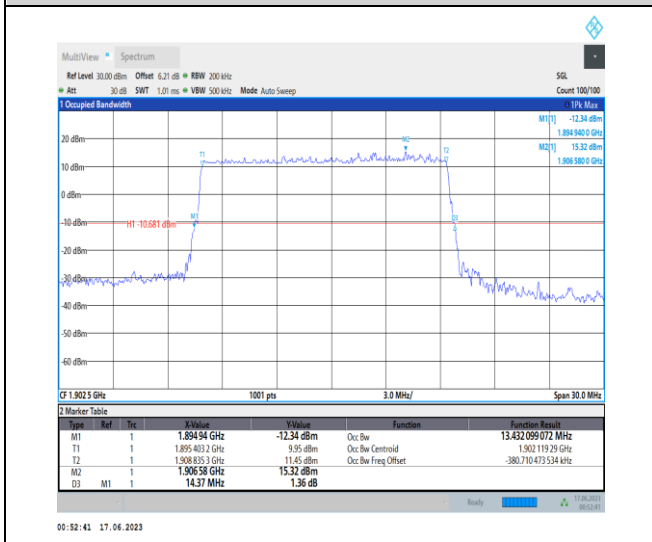 MultiView Spectrum
Ref Level 30.00 dBm Offset 6.21 dB RBW 200 kHz SGL
Att 30 dB SWT 1.01 ms VBW 500 kHz Mode Auto Sweep Count 100/100
1 Occupied Bandwidth 1Pk Max
M1[1] -12.34 dBm
1.894 940 0 GHz
M2[1] 15.32 dBm
1.906 580 0 GHz
20 dBm
M2
T1
T2
10 dBm
0 dBm
M1
D3
-10 dBm
H1 -10.681 dBm
-20 dBm
-30 dBm
-40 dBm
-50 dBm
-60 dBm
CF 1.902 5 GHz 1001 pts 3.0 MHz/ Span 30.0 MHz
2 Marker Table
Type Ref Trc X-Value Y-Value Function Function Result
M1 1 1.894 94 GHz -12.34 dBm Occ Bw 13.432 099 072 MHz
T1 1 1.895 403 2 GHz 9.95 dBm Occ Bw Centroid 1.902 119 29 GHz
T2 1 1.908 835 3 GHz 11.45 dBm Occ Bw Freq Offset -380.710 473 534 kHz
M2 1 1.906 58 GHz 15.32 dBm
D3 M1 1 14.37 MHz 1.36 dB
Ready 17.06.2023
00:52:41
00:52:41 17.06.2023